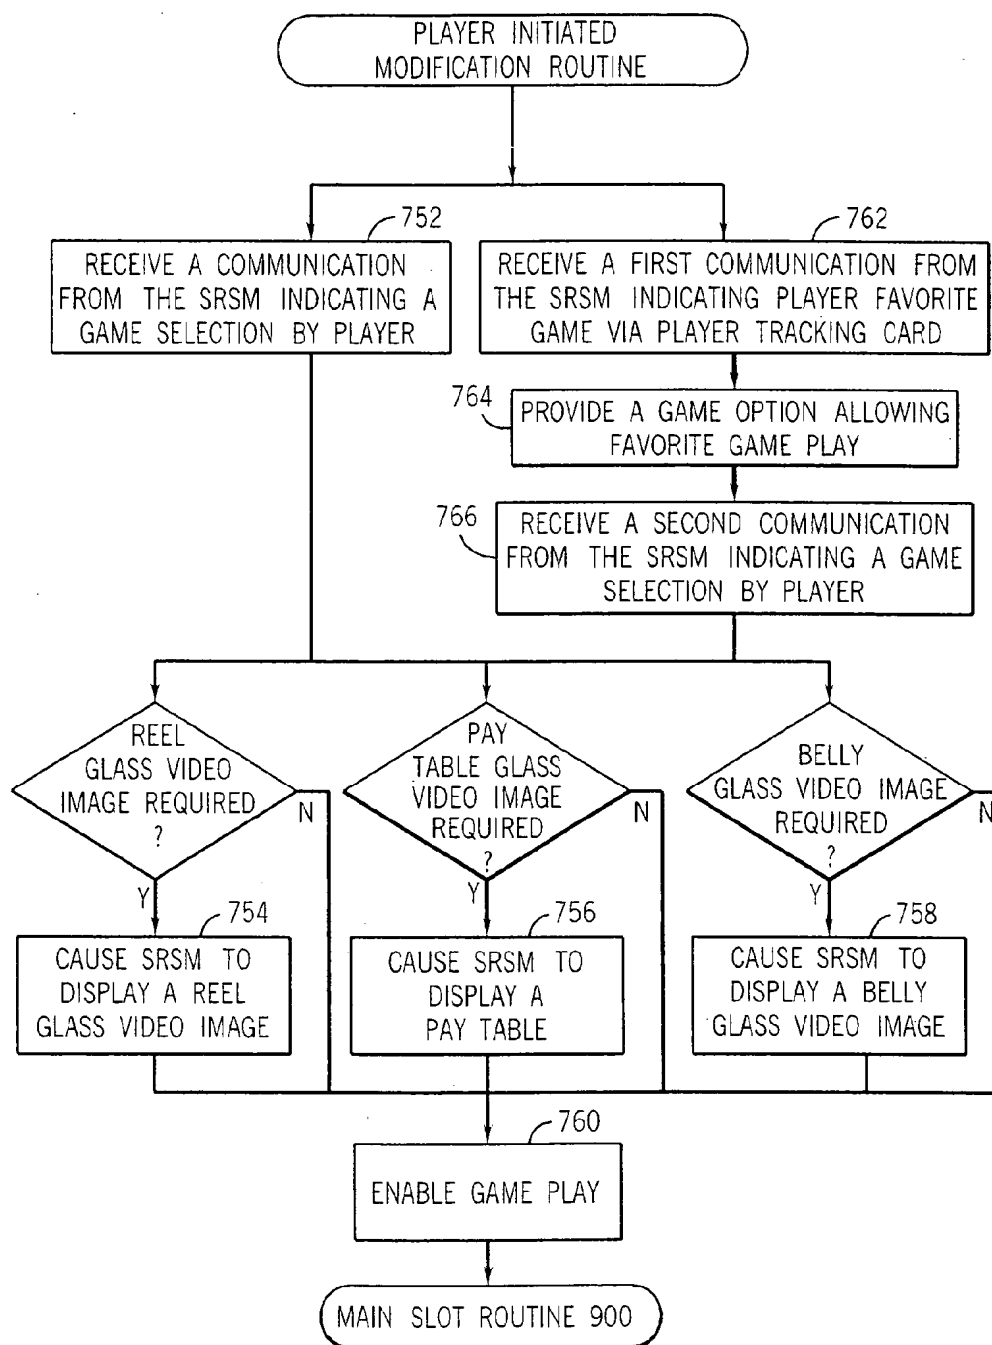 PLAYER INITIATED
MODIFICATION ROUTINE
752
RECEIVE A COMMUNICATION
FROM THE SRSM INDICATING A
GAME SELECTION BY PLAYER
762
RECEIVE A FIRST COMMUNICATION FROM
THE SRSM INDICATING PLAYER FAVORITE
GAME VIA PLAYER TRACKING CARD
764
PROVIDE A GAME OPTION ALLOWING
FAVORITE GAME PLAY
766
RECEIVE A SECOND COMMUNICATION
FROM THE SRSM INDICATING A GAME
SELECTION BY PLAYER
REEL
GLASS VIDEO
IMAGE REQUIRED
?
N
Y
PAY
TABLE GLASS
VIDEO IMAGE
REQUIRED
?
N
Y
BELLY
GLASS VIDEO IMAGE
REQUIRED
?
N
Y
754
CAUSE SRSM TO
DISPLAY A REEL
GLASS VIDEO IMAGE
756
CAUSE SRSM TO
DISPLAY A
PAY TABLE
758
CAUSE SRSM TO
DISPLAY A BELLY
GLASS VIDEO IMAGE
760
ENABLE GAME PLAY
MAIN SLOT ROUTINE 900